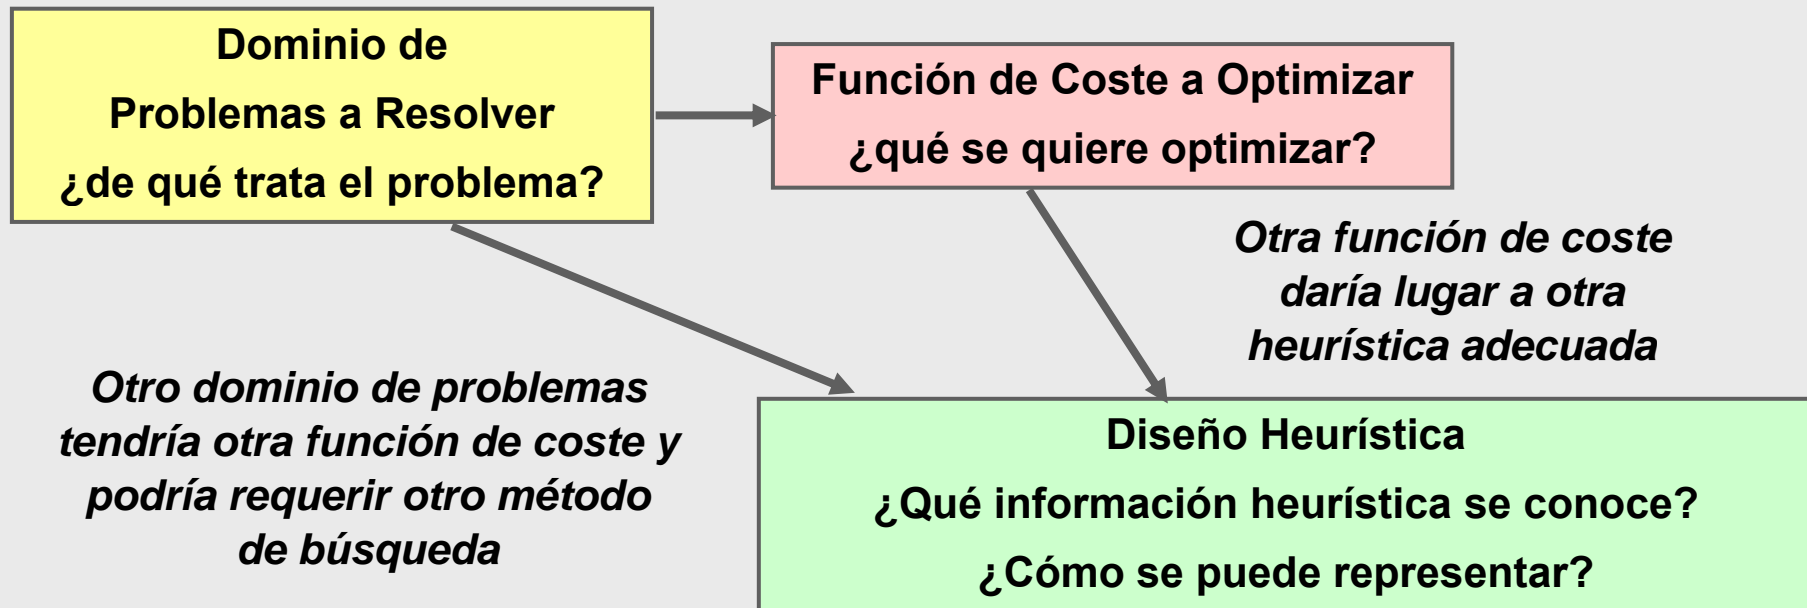 Dominio de
Problemas a Resolver
¿de qué trata el problema?
Función de Coste a Optimizar
¿qué se quiere optimizar?
Otra función de coste
daría lugar a otra
heurística adecuada
Otro dominio de problemas
tendría otra función de coste y
podría requerir otro método
de búsqueda
Diseño Heurística
¿Qué información heurística se conoce?
¿Cómo se puede representar?